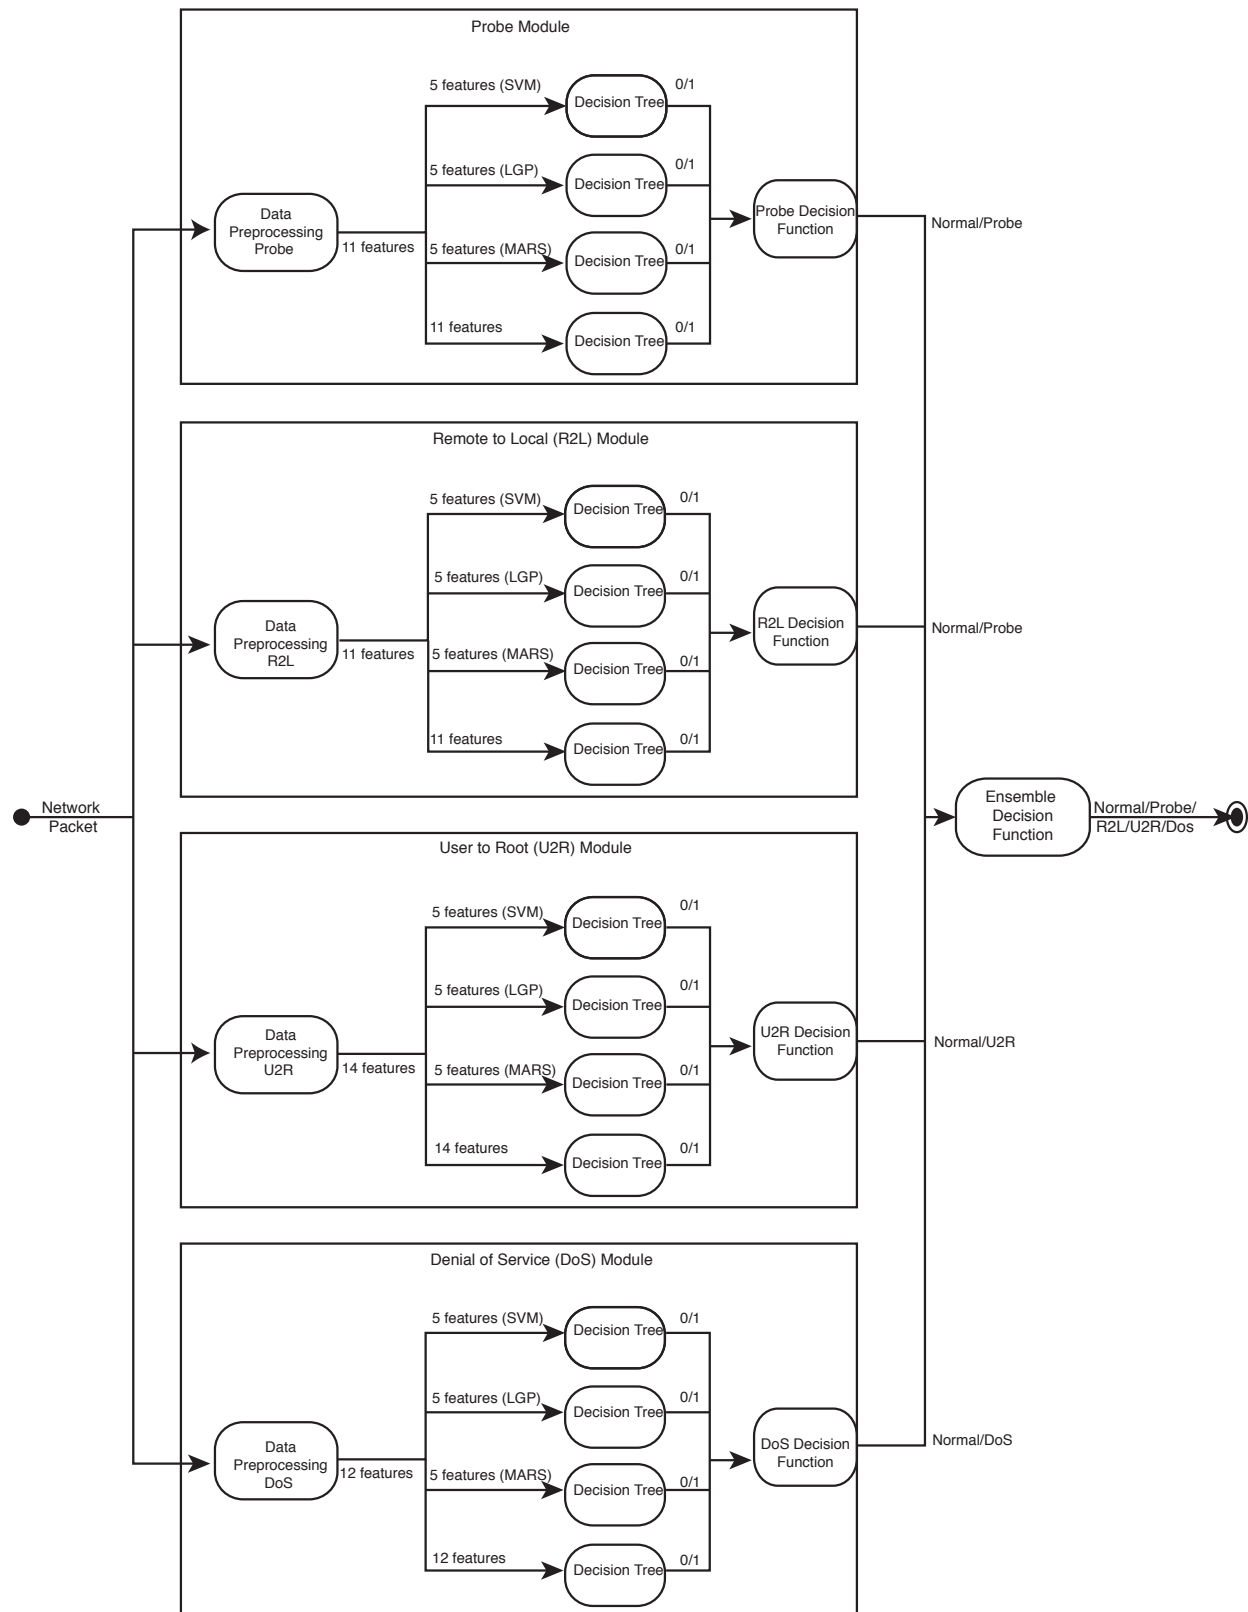 Probe Module
5 features (SVM)
Decision Tree
0/1
5 features (LGP)
Decision Tree
0/1
Data
Preprocessing
Probe
11 features
5 features (MARS)
Decision Tree
0/1
11 features
Decision Tree
0/1
Probe Decision
Function
Normal/Probe
Remote to Local (R2L) Module
5 features (SVM)
Decision Tree
0/1
5 features (LGP)
Decision Tree
0/1
Data
Preprocessing
R2L
11 features
5 features (MARS)
Decision Tree
0/1
11 features
Decision Tree
0/1
R2L Decision
Function
Normal/Probe
Network
Packet
Ensemble
Decision
Function
Normal/Probe/
R2L/U2R/Dos
User to Root (U2R) Module
5 features (SVM)
Decision Tree
0/1
5 features (LGP)
Decision Tree
0/1
Data
Preprocessing
U2R
14 features
5 features (MARS)
Decision Tree
0/1
14 features
Decision Tree
0/1
U2R Decision
Function
Normal/U2R
Denial of Service (DoS) Module
5 features (SVM)
Decision Tree
0/1
5 features (LGP)
Decision Tree
0/1
Data
Preprocessing
DoS
12 features
5 features (MARS)
Decision Tree
0/1
12 features
Decision Tree
0/1
DoS Decision
Function
Normal/DoS